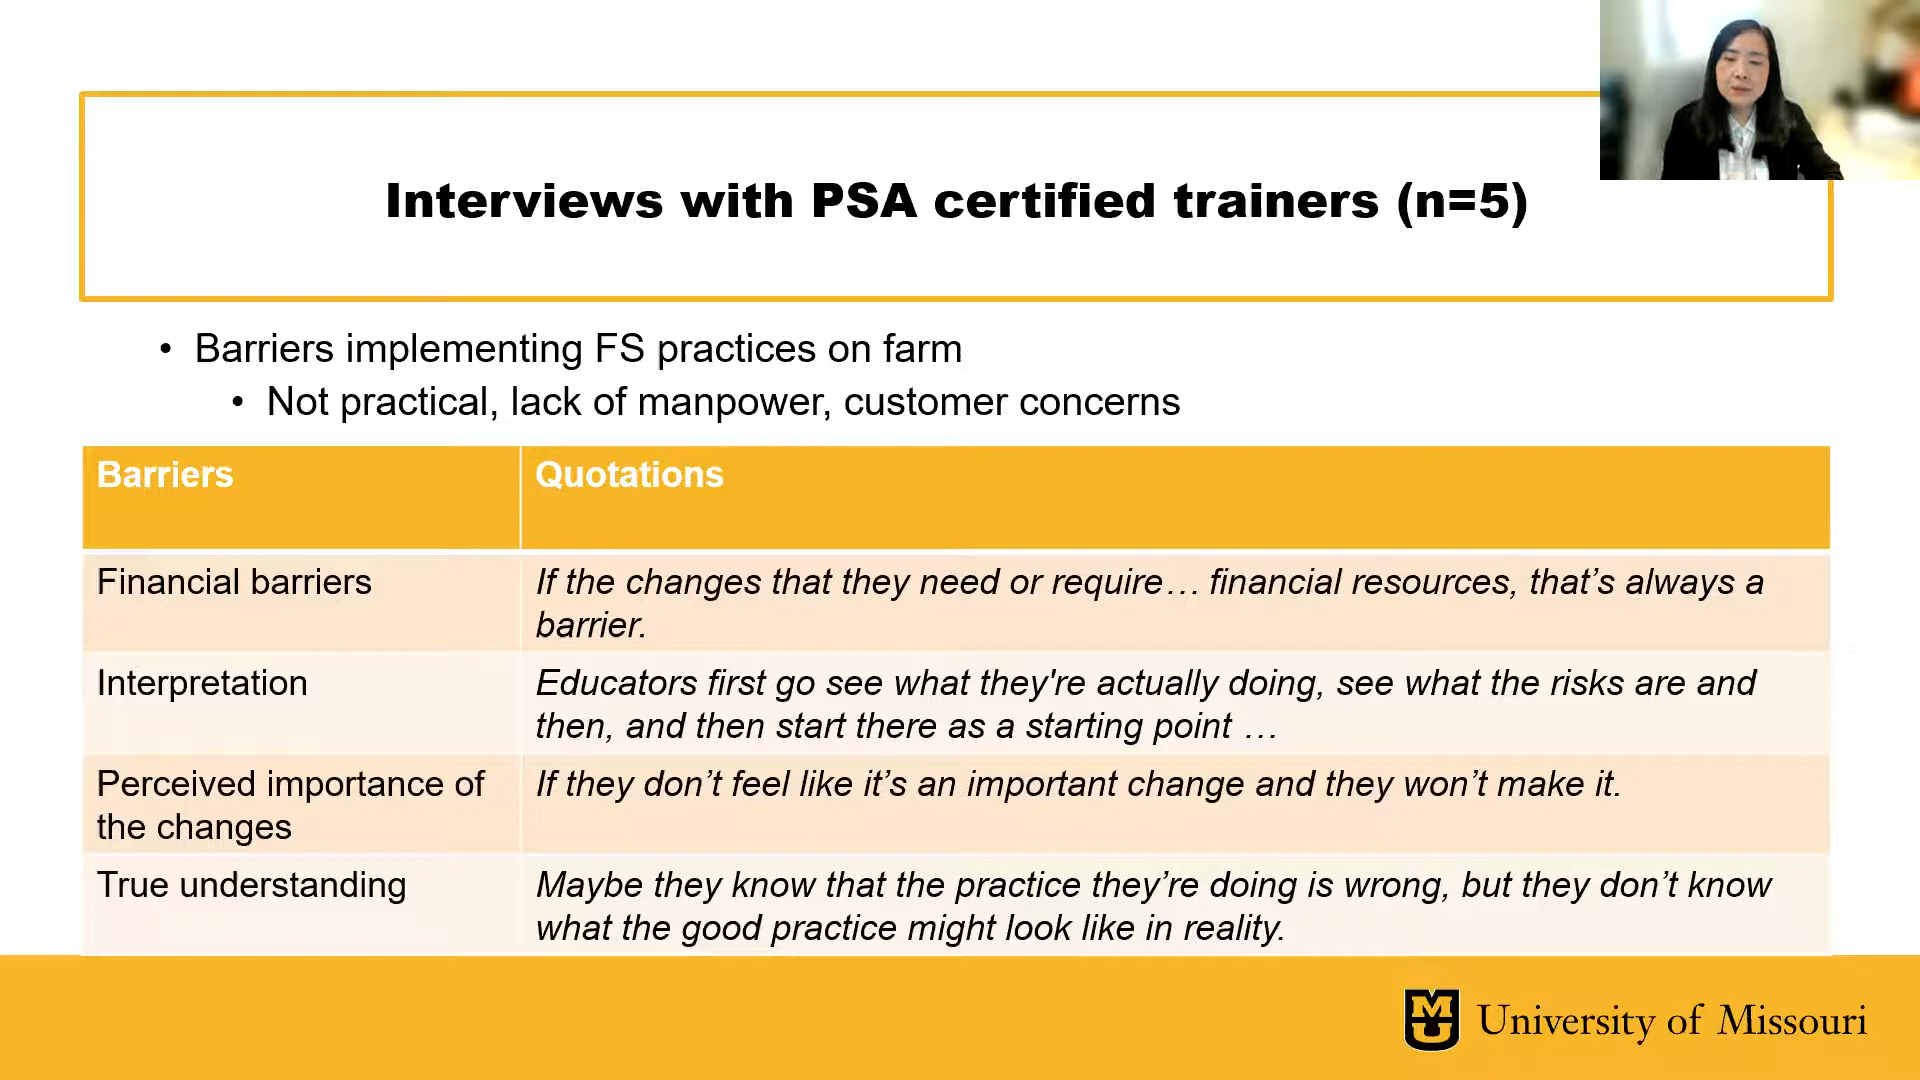 Interviews with PSA certified trainers (n=5)
• Barriers implementing FS practices on farm
• Not practical, lack of manpower, customer concerns
Barriers
Quotations
Financial barriers
If the changes that they need or require… financial resources, that’s always a
barrier.
Interpretation
Educators first go see what they're actually doing, see what the risks are and
then, and then start there as a starting point …
Perceived importance of
the changes
If they don’t feel like it’s an important change and they won’t make it.
True understanding
Maybe they know that the practice they’re doing is wrong, but they don’t know
what the good practice might look like in reality.
MU
University of Missouri